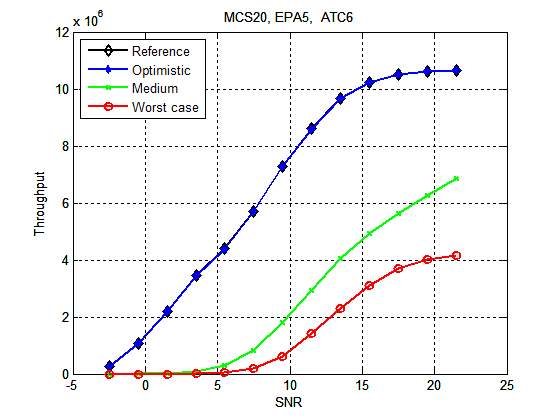 MCS20, EPA5, ATC6
x 10^6
12
10
8
6
4
2
0
-5
0
5
10
15
20
25
Throughput
SNR
Reference
Optimistic
Medium
Worst case